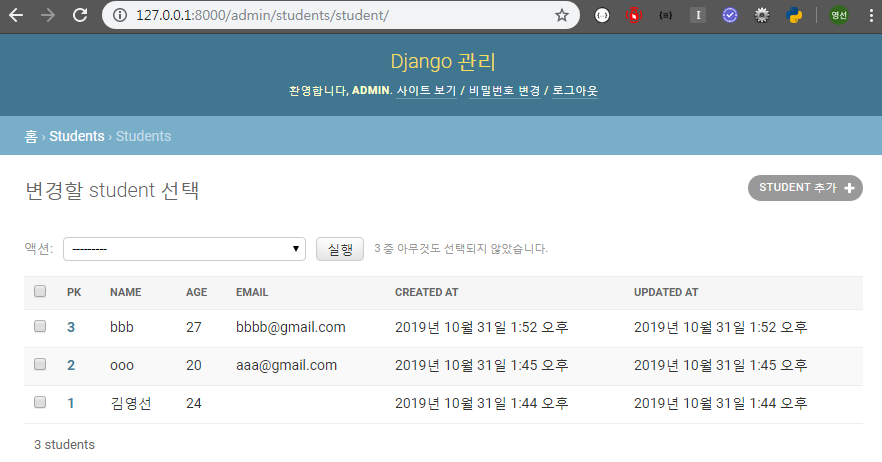 127.0.0.1:8000/admin/students/student/
영선
Django 관리
환영합니다, ADMIN. 사이트 보기 / 비밀번호 변경 / 로그아웃
홈 › Students › Students
변경할 student 선택
STUDENT 추가 +
액션: --------- 실행 3 중 아무것도 선택되지 않았습니다.
PK NAME AGE EMAIL CREATED AT UPDATED AT
3 bbb 27 bbbb@gmail.com 2019년 10월 31일 1:52 오후 2019년 10월 31일 1:52 오후
2 ooo 20 aaa@gmail.com 2019년 10월 31일 1:45 오후 2019년 10월 31일 1:45 오후
1 김영선 24 2019년 10월 31일 1:44 오후 2019년 10월 31일 1:44 오후
3 students